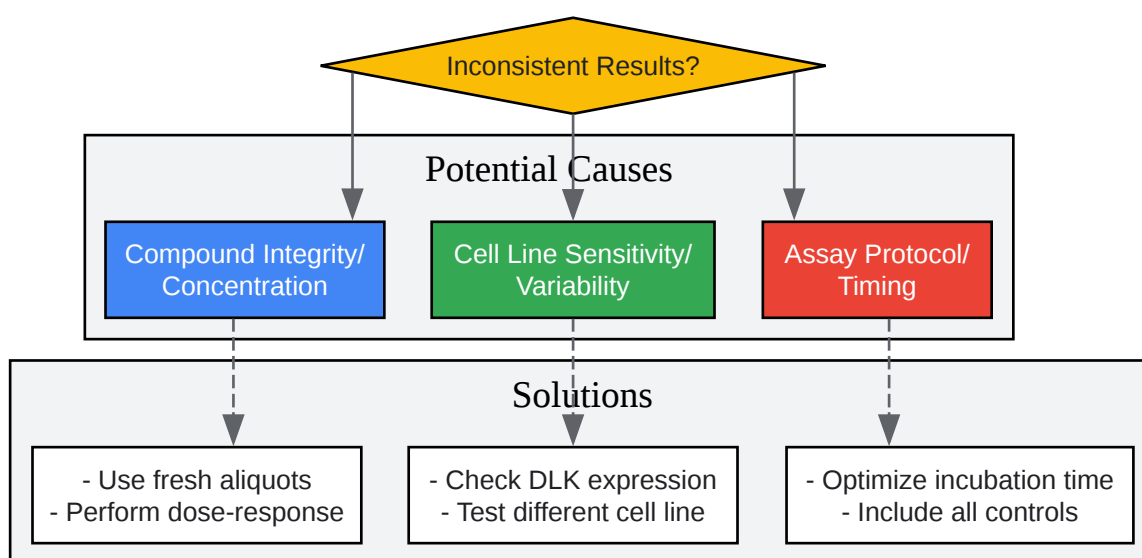 Inconsistent Results?
Potential Causes
Compound Integrity/
Concentration
Cell Line Sensitivity/
Variability
Assay Protocol/
Timing
Solutions
- Use fresh aliquots
- Perform dose-response
- Check DLK expression
- Test different cell line
- Optimize incubation time
- Include all controls